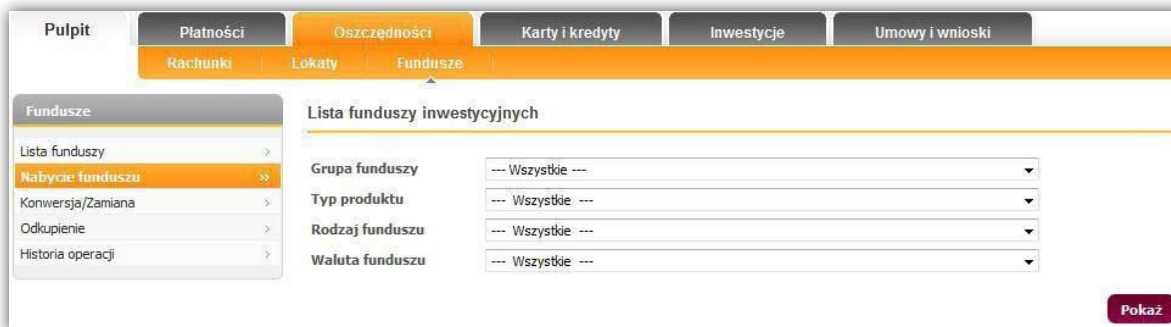 Pulpit Płatności Oszczędności Karty i kredyty Inwestycje Umowy i wnioski
Rachunki Lokaty Fundusze
Fundusze
Lista funduszy
Nabycie funduszu
Konwersja/Zamiana
Odkupienie
Historia operacji
Lista funduszy inwestycyjnych
Grupa funduszy --- Wszystkie ---
Typ produktu --- Wszystkie ---
Rodzaj funduszu --- Wszystkie ---
Waluta funduszu --- Wszystkie ---
Pokaż